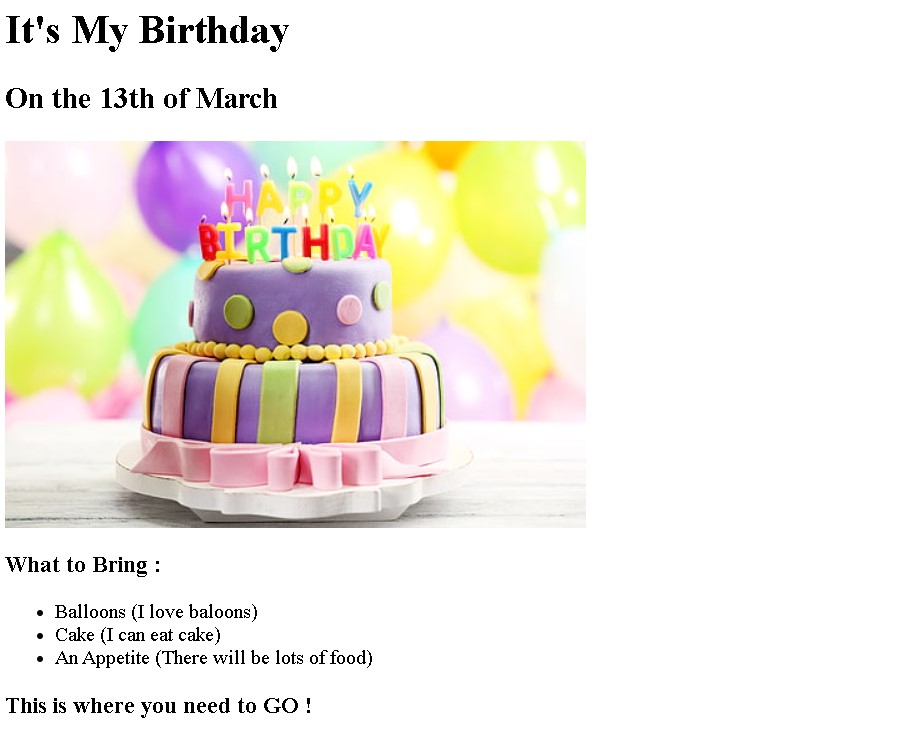 It's My Birthday
On the 13th of March
HAPPY
BIRTHDAY
What to Bring :
Balloons (I love baloons)
Cake (I can eat cake)
An Appetite (There will be lots of food)
This is where you need to GO !